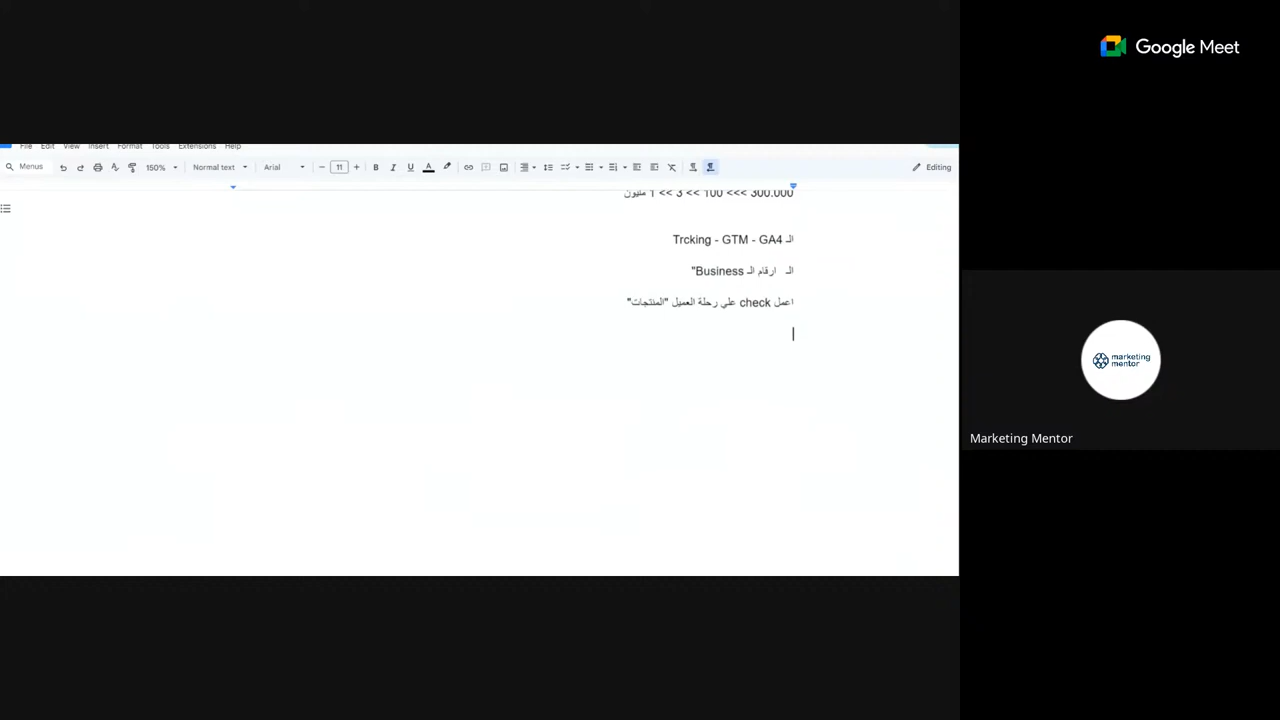 Google Meet
File Edit View Insert Format Tools Extensions Help
Menus 150% Normal text Arial 11 Editing
300.000 >>> 100 >> 3 >> 1 مليون
الـ Trcking - GTM - GA4
الـ ارقام الـ Business"
اعمل check علي رحلة العميل "المنتجات"
marketing mentor
Marketing Mentor